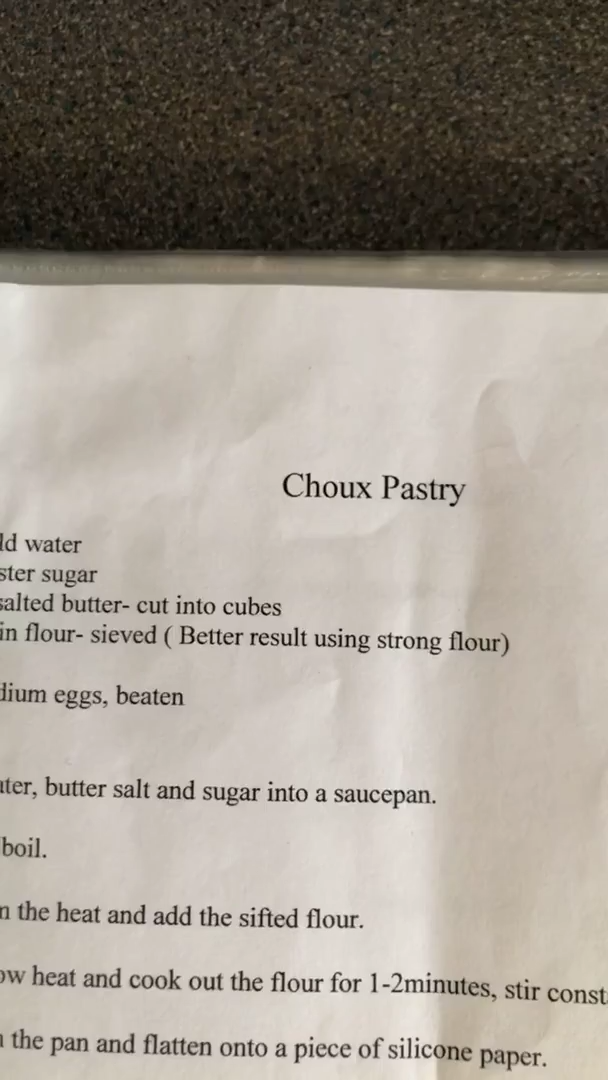 Choux Pastry
ld water
ster sugar
salted butter- cut into cubes
in flour- sieved ( Better result using strong flour)
dium eggs, beaten
ater, butter salt and sugar into a saucepan.
boil.
n the heat and add the sifted flour.
ow heat and cook out the flour for 1-2minutes, stir const
the pan and flatten onto a piece of silicone paper.